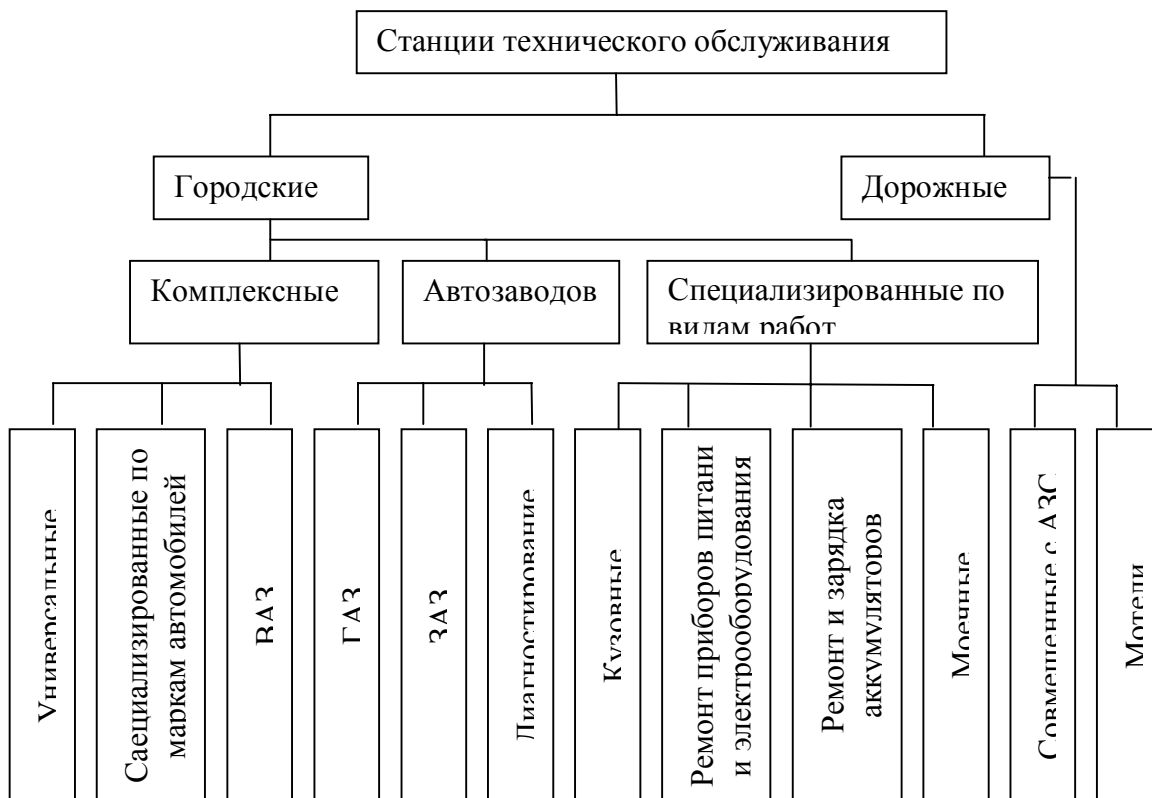 Станции технического обслуживания
Городские
Дорожные
Комплексные
Автозаводов
Специализированные по
видам работ
Универсальные
Саециализированные по
маркам автомобилей
ВАЗ
ГАЗ
ЗАЗ
Диагностирование
Кузовные
Ремонт приборов питани
и электрооборудования
Ремонт и зарядка
аккумуляторов
Моечные
Совмещенные с АЗС
Мотели